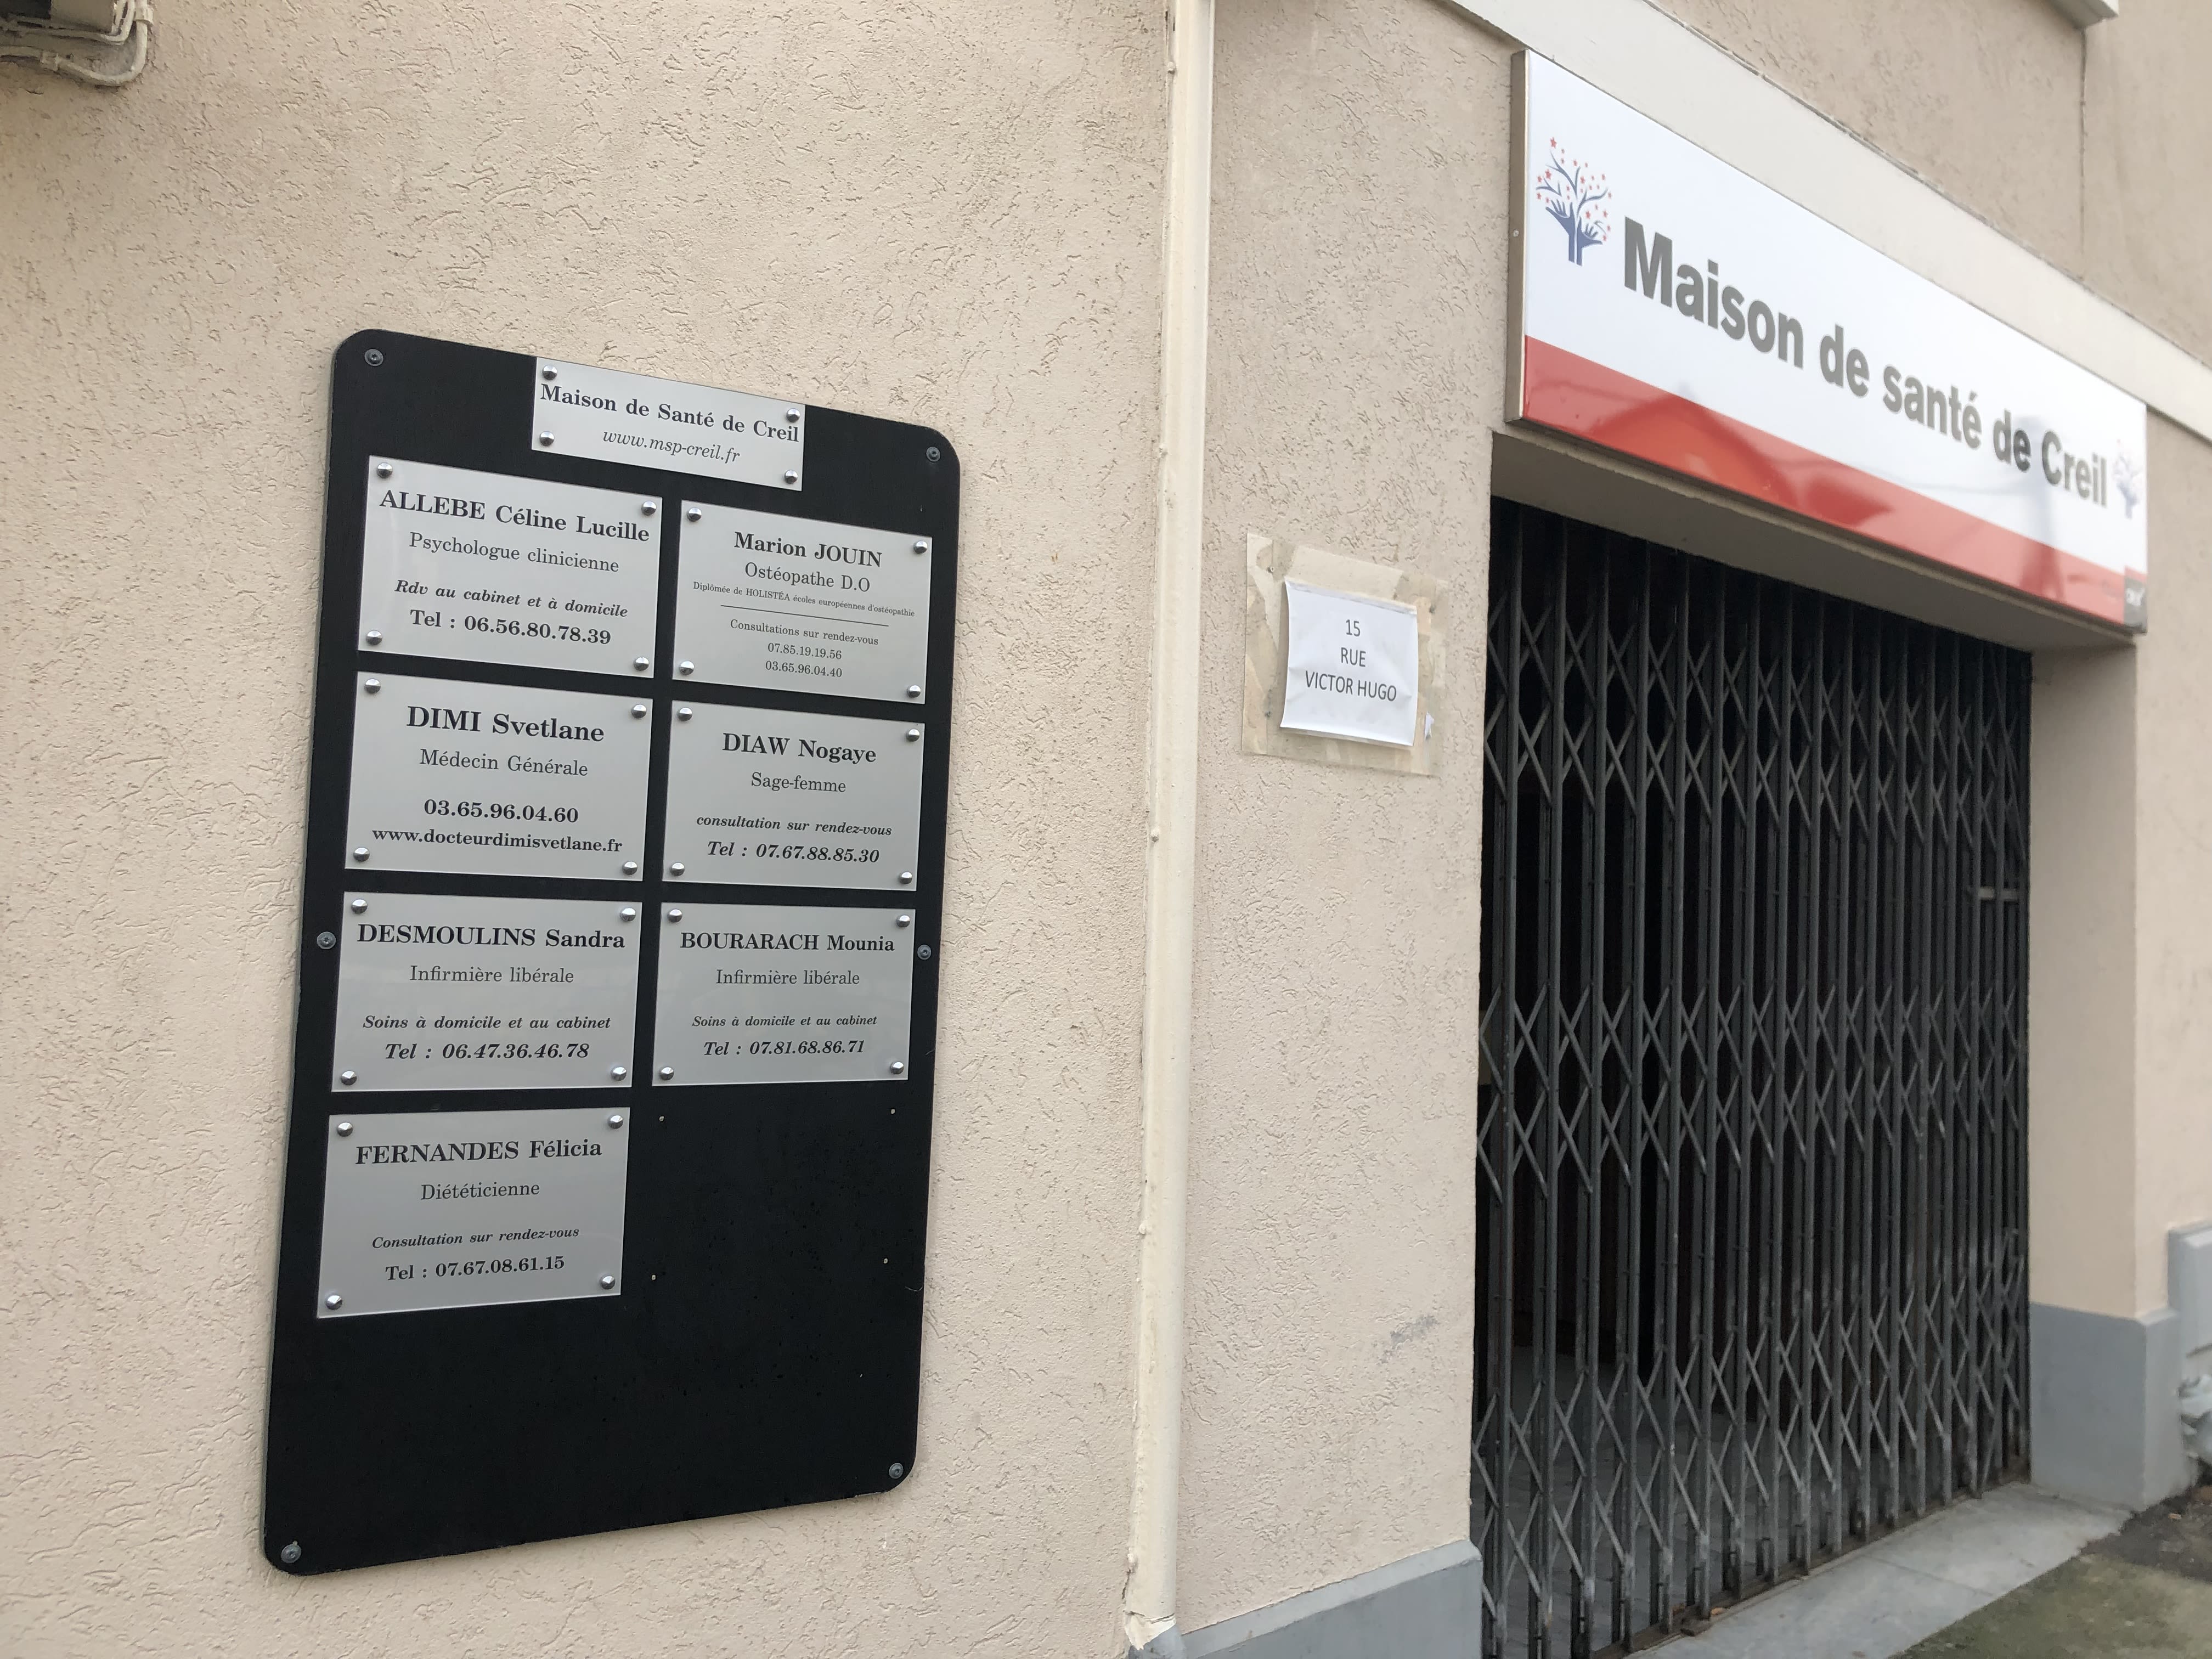 Maison de Santé de Creil
www.msp-creil.fr
ALLEBE Céline Lucille
Psychologue clinicienne
Rdv au cabinet et à domicile
Tel : 06.56.80.78.39
Marion JOUIN
Ostéopathe D.O
Diplômée de HOLISTÉA écoles européennes d'ostéopathie
Consultations sur rendez-vous
07.85.19.19.56
03.65.96.04.40
DIMI Svetlane
Médecin Générale
03.65.96.04.60
www.docteurdimisvetlane.fr
DIAW Nogaye
Sage-femme
consultation sur rendez-vous
Tel : 07.67.88.85.30
DESMOULINS Sandra
Infirmière libérale
Soins à domicile et au cabinet
Tel : 06.47.36.46.78
BOURARACH Mounia
Infirmière libérale
Soins à domicile et au cabinet
Tel : 07.81.68.86.71
FERNANDES Félicia
Diététicienne
Consultation sur rendez-vous
Tel : 07.67.08.61.15
15
RUE
VICTOR HUGO
Maison de santé de Creil